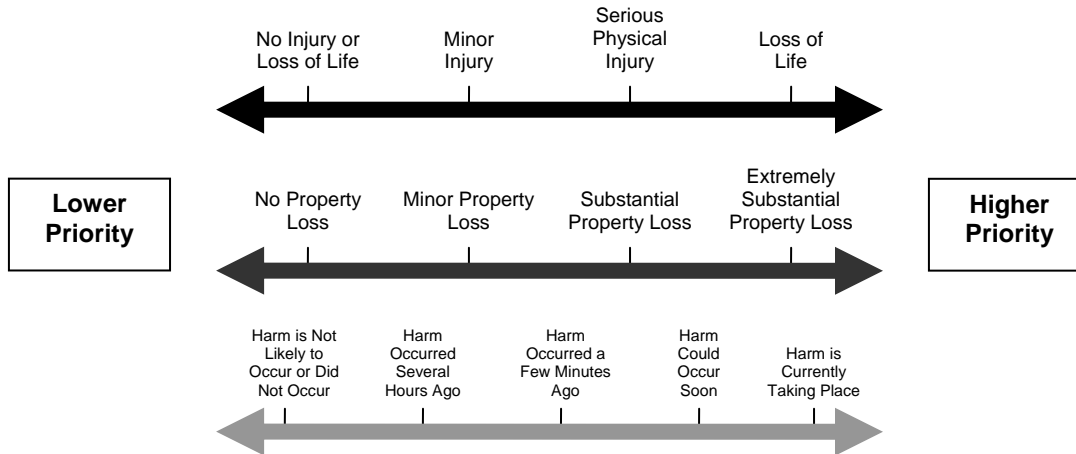 No Injury or
Loss of Life
Minor
Injury
Serious
Physical
Injury
Loss of
Life
Lower
Priority
No Property
Loss
Minor Property
Loss
Substantial
Property Loss
Extremely
Substantial
Property Loss
Higher
Priority
Harm is Not
Likely to
Occur or Did
Not Occur
Harm
Occurred
Several
Hours Ago
Harm
Occurred a
Few Minutes
Ago
Harm
Could
Occur
Soon
Harm is
Currently
Taking Place